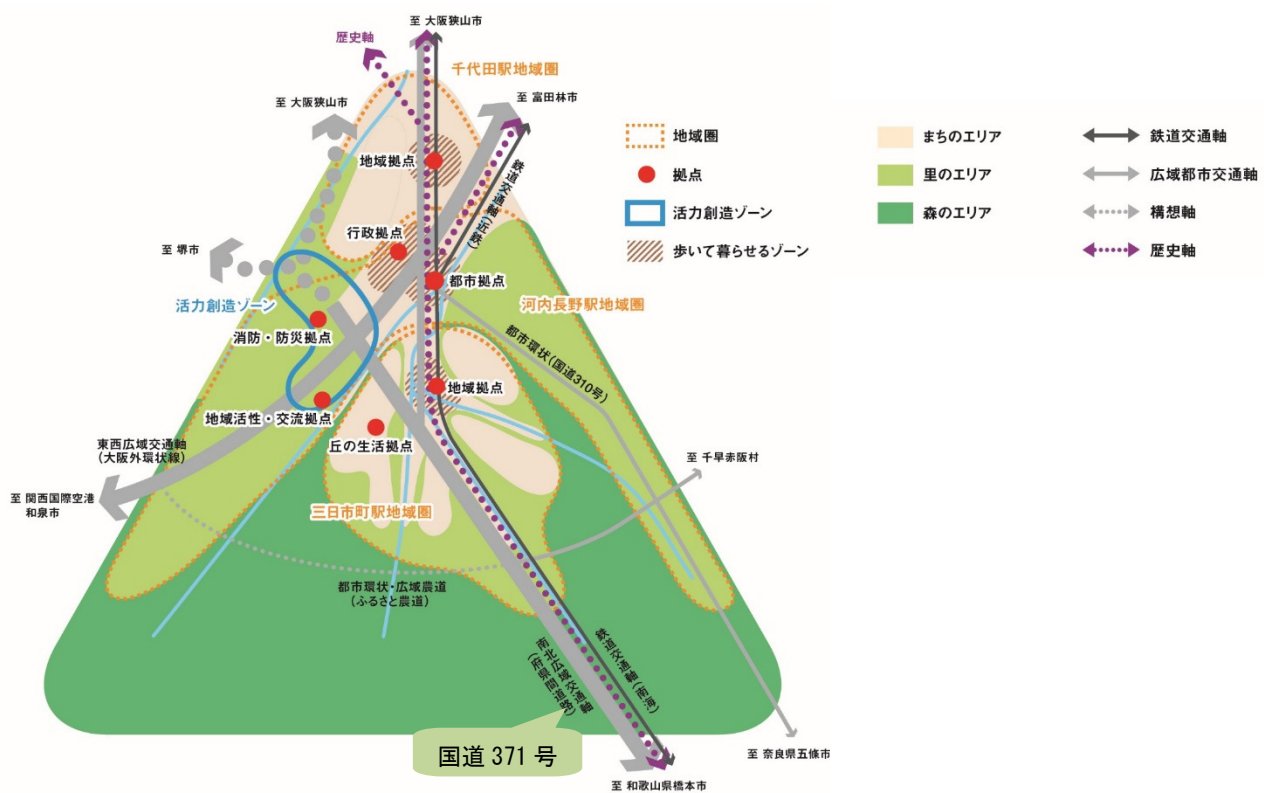 至 大阪狭山市
歴史軸
千代田駅地域圏
至 大阪狭山市
至 富田林市
地域拠点
鉄道交通軸(近鉄)
行政拠点
至 堺市
都市拠点
活力創造ゾーン
河内長野駅地域圏
消防・防災拠点
都市環状(国道310号)
地域拠点
地域活性・交流拠点
丘の生活拠点
東西広域交通軸
(大阪外環状線)
至 千早赤阪村
至 関西国際空港
和泉市
三日市町駅地域圏
都市環状・広域農道
(ふるさと農道)
南北広域交通軸
(府県間道路)
鉄道交通軸(南海)
国道 371 号
至 奈良県五條市
至 和歌山県橋本市
地域圏
拠点
活力創造ゾーン
歩いて暮らせるゾーン
まちのエリア
里のエリア
森のエリア
鉄道交通軸
広域都市交通軸
構想軸
歴史軸